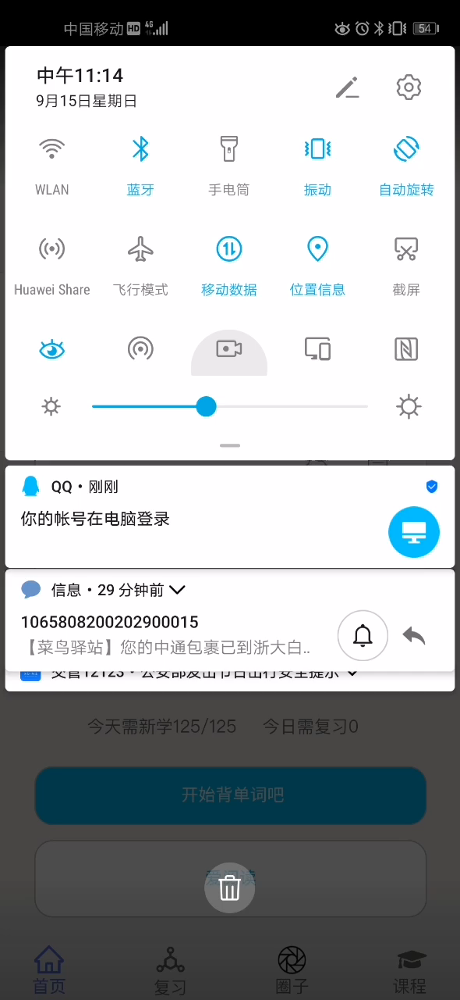 中国移动 HD 4G 54
中午11:14
9月15日星期日
WLAN 蓝牙 手电筒 振动 自动旋转
Huawei Share 飞行模式 移动数据 位置信息 截屏
QQ • 刚刚
你的帐号在电脑登录
信息 • 29 分钟前
1065808200202900015
【菜鸟驿站】您的中通包裹已到浙大白..
交管12123 • 公安部发出节日出行安全提示
今天需新学125/125 今日需复习0
开始背单词吧
首页 复习 圈子 课程